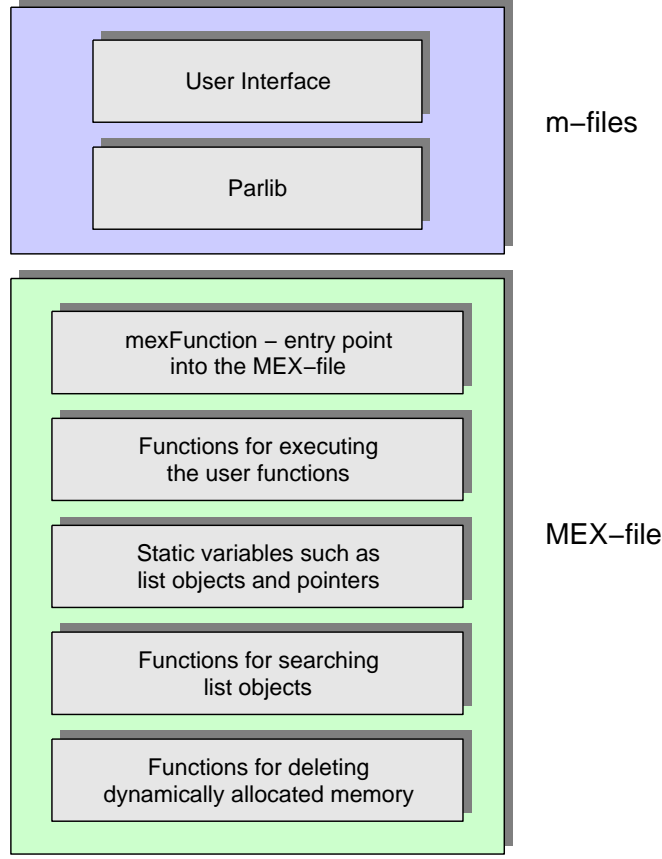 User Interface
m−files
Parlib
mexFunction − entry point
into the MEX−file
Functions for executing
the user functions
Static variables such as
list objects and pointers
MEX−file
Functions for searching
list objects
Functions for deleting
dynamically allocated memory